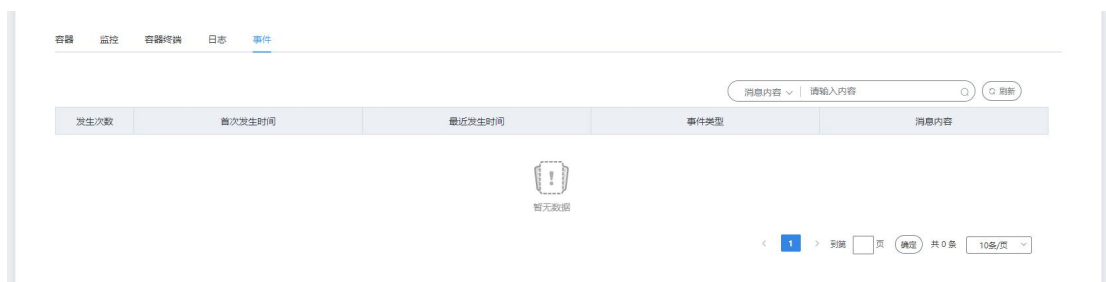 容器 监控 容器终端 日志 事件
消息内容 请输入内容 刷新
发生次数 首次发生时间 最近发生时间 事件类型 消息内容
暂无数据
1 到第 页 确定 共 0 条 10条/页